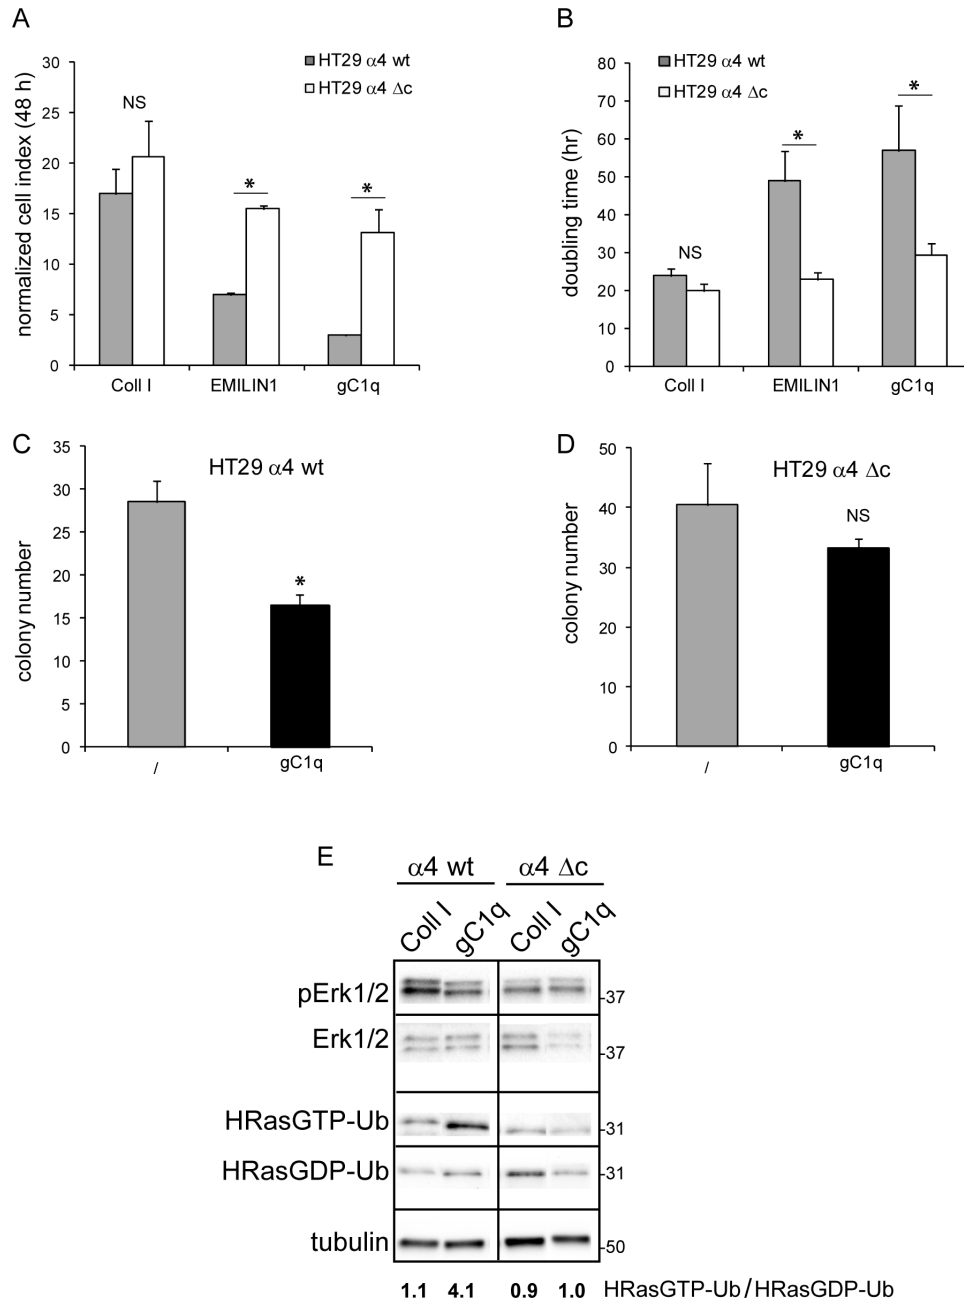 A
HT29 α4 wt
HT29 α4 Δc
normalized cell index (48 h)
30
25
20
15
10
5
0
NS
*
*
Coll I
EMILIN1
gC1q
B
HT29 α4 wt
HT29 α4 Δc
doubling time (hr)
80
70
60
50
40
30
20
10
0
NS
*
*
Coll I
EMILIN1
gC1q
C
HT29 α4 wt
colony number
35
30
25
20
15
10
5
0
*
/
gC1q
D
HT29 α4 Δc
colony number
50
40
30
20
10
0
NS
/
gC1q
E
α4 wt
α4 Δc
Coll I
gC1q
Coll I
gC1q
pErk1/2
-37
Erk1/2
-37
HRasGTP-Ub
-31
HRasGDP-Ub
-31
tubulin
-50
1.1 4.1 0.9 1.0 HRasGTP-Ub/HRasGDP-Ub